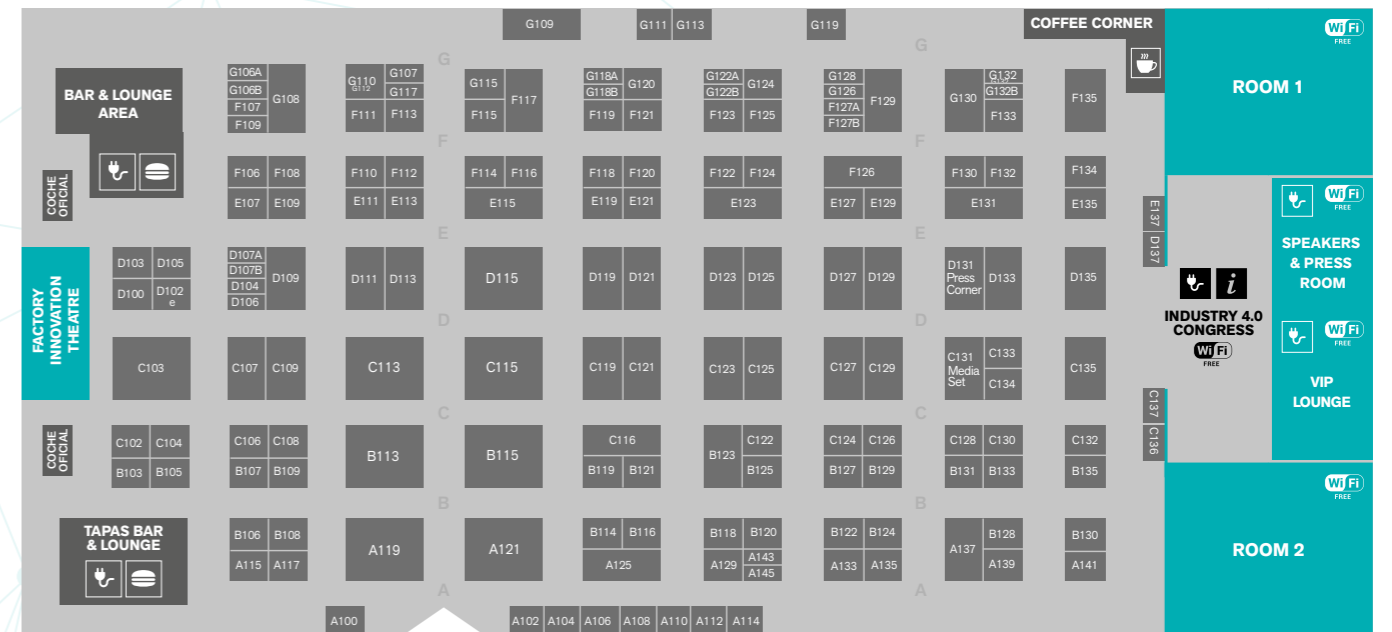 G109
G111 G113
G119
COFFEE CORNER
WiFi
FREE
ROOM 1
G
G
BAR & LOUNGE
AREA
G106A
G106B
F107
F109
G108
G110
G112
G107
G117
F111
F113
G115
F115
F117
G118A
G118B
G120
F119
F121
G122A
G122B
G124
F123
F125
G128
G126
F127A
F127B
F129
G130
G132
G132B
F133
F135
F
F
COCHE
OFICIAL
F106 F108
E107 E109
F110 F112
E111 E113
F114 F116
E115
F118 F120
E119 E121
F122 F124
E123
F126
E127 E129
F130 F132
E131
F134
E135
E137
D137
WiFi
FREE
SPEAKERS
& PRESS
ROOM
E
E
FACTORY
INNOVATION
THEATRE
D103 D105
D100
D102
e
D107A
D107B
D104
D106
D109
D111 D113
D115
D119 D121
D123 D125
D127 D129
D131
Press
Corner
D133
D135
i
INDUSTRY 4.0
CONGRESS
WiFi
FREE
WiFi
FREE
VIP
LOUNGE
D
D
C103
C107 C109
C113
C115
C119 C121
C123 C125
C127 C129
C131
Media
Set
C133
C134
C135
C137
C136
C
C
COCHE
OFICIAL
C102 C104
B103 B105
C106 C108
B107 B109
B113
B115
C116
B119 B121
B123
C122
B125
C124 C126
B127 B129
C128 C130
B131 B133
C132
B135
WiFi
FREE
ROOM 2
B
B
TAPAS BAR
& LOUNGE
B106 B108
A115 A117
A119
A121
B114 B116
A125
B118 B120
A129
A143
A145
B122 B124
A133 A135
A137
B128
A139
B130
A141
A
A
A100
A102 A104 A106 A108 A110 A112 A114